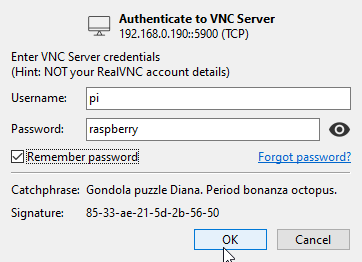 Authenticate to VNC Server
192.168.0.190::5900 (TCP)
Enter VNC Server credentials
(Hint: NOT your RealVNC account details)
Username: pi
Password: raspberry
Remember password Forgot password?
Catchphrase: Gondola puzzle Diana. Period bonanza octopus.
Signature: 85-33-ae-21-5d-2b-56-50
OK Cancel